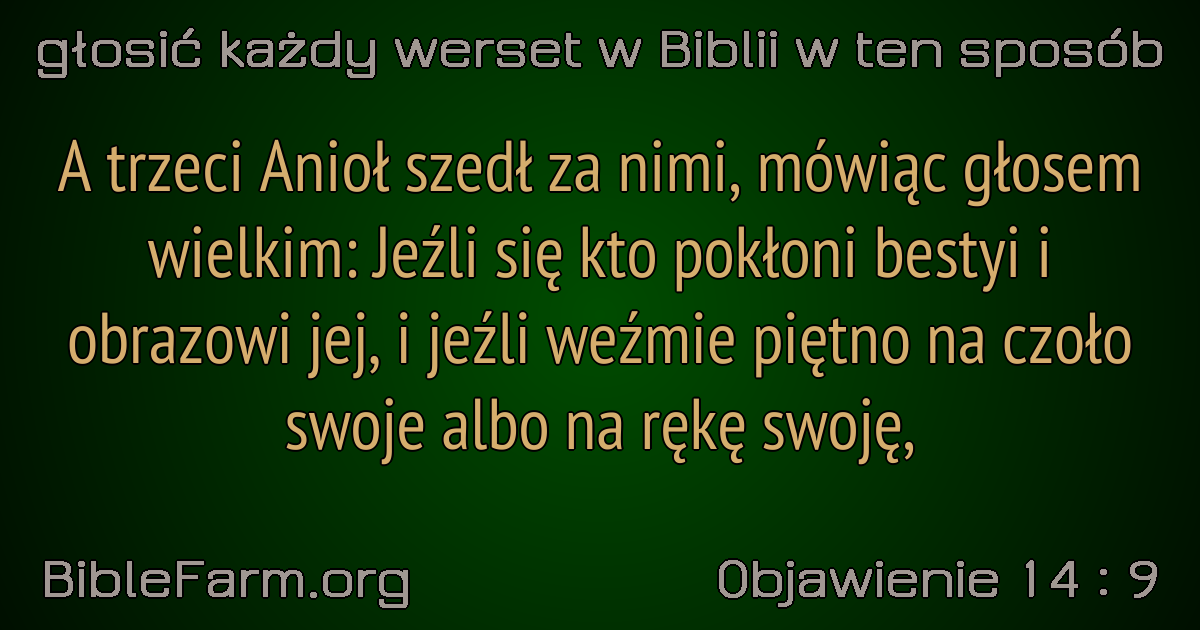 głosić każdy werset w Biblii w ten sposób
A trzeci Anioł szedł za nimi, mówiąc głosem
wielkim: Jeźli się kto pokłoni bestyi i
obrazowi jej, i jeźli weźmie piętno na czoło
swoje albo na rękę swoję,
BibleFarm.org
Objawienie 14 : 9